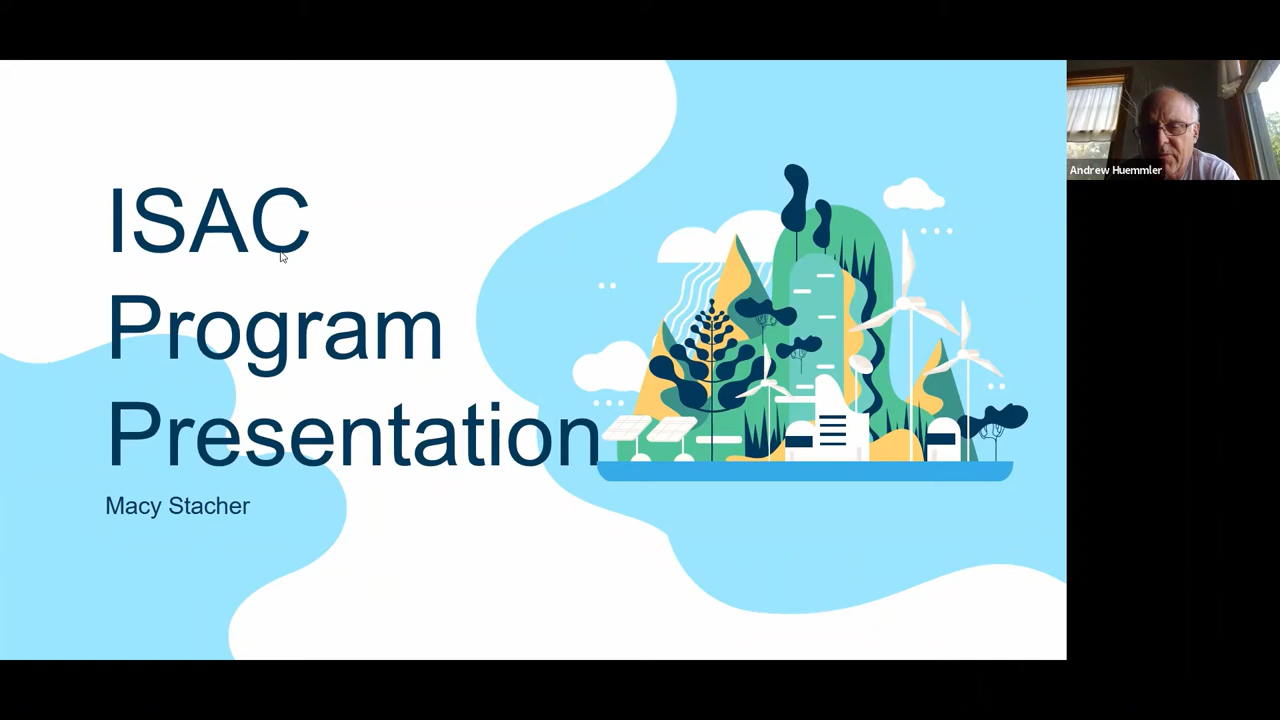 ISAC
Program
Presentation
Macy Stacher
Andrew Huemmler